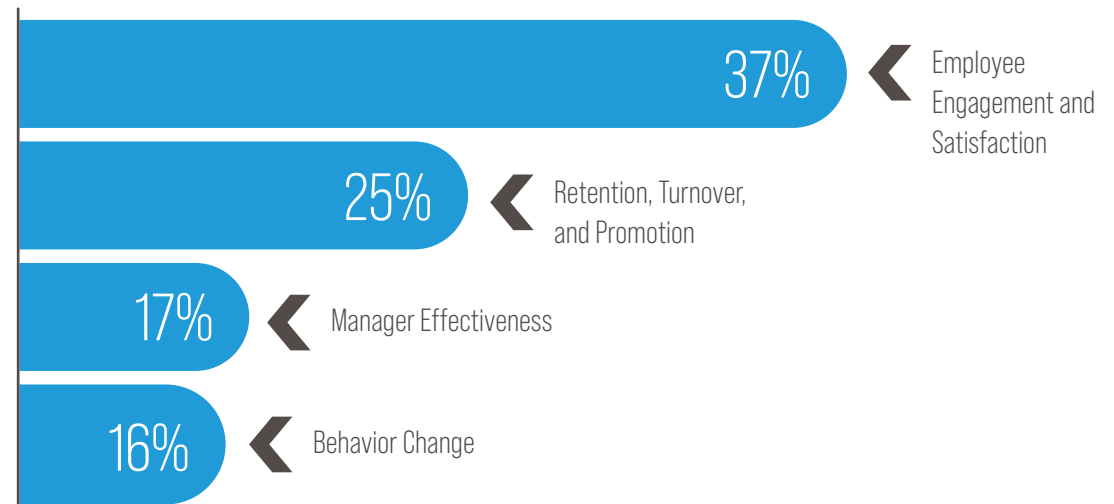 37%
Employee
Engagement and
Satisfaction
25%
Retention, Turnover,
and Promotion
17%
Manager Effectiveness
16%
Behavior Change